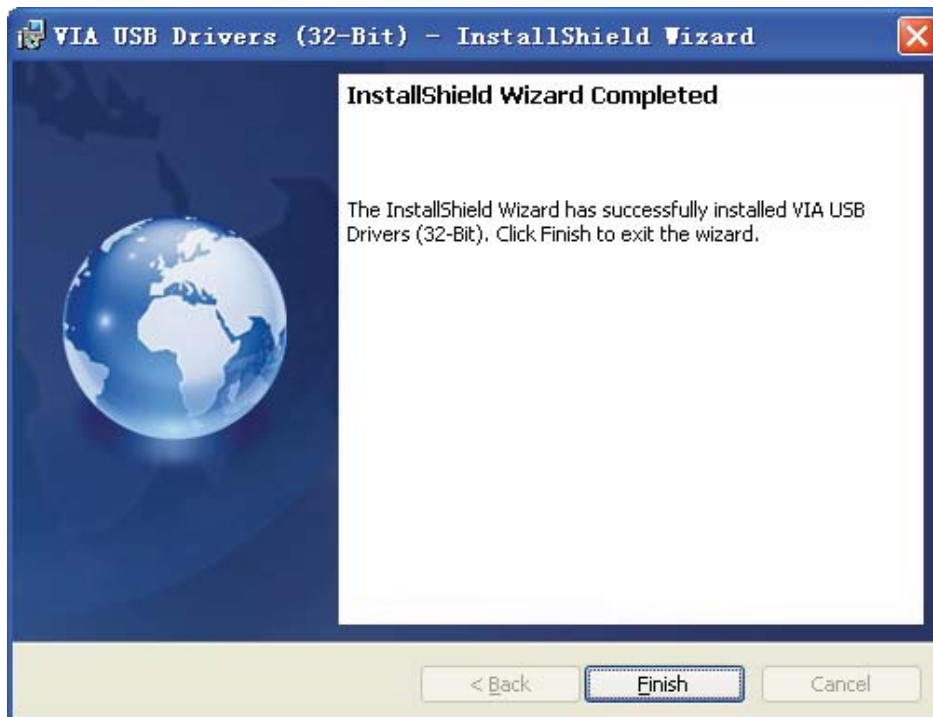 VIA USB Drivers (32-Bit) - InstallShield Wizard
InstallShield Wizard Completed
The InstallShield Wizard has successfully installed VIA USB
Drivers (32-Bit). Click Finish to exit the wizard.
< Back Finish Cancel